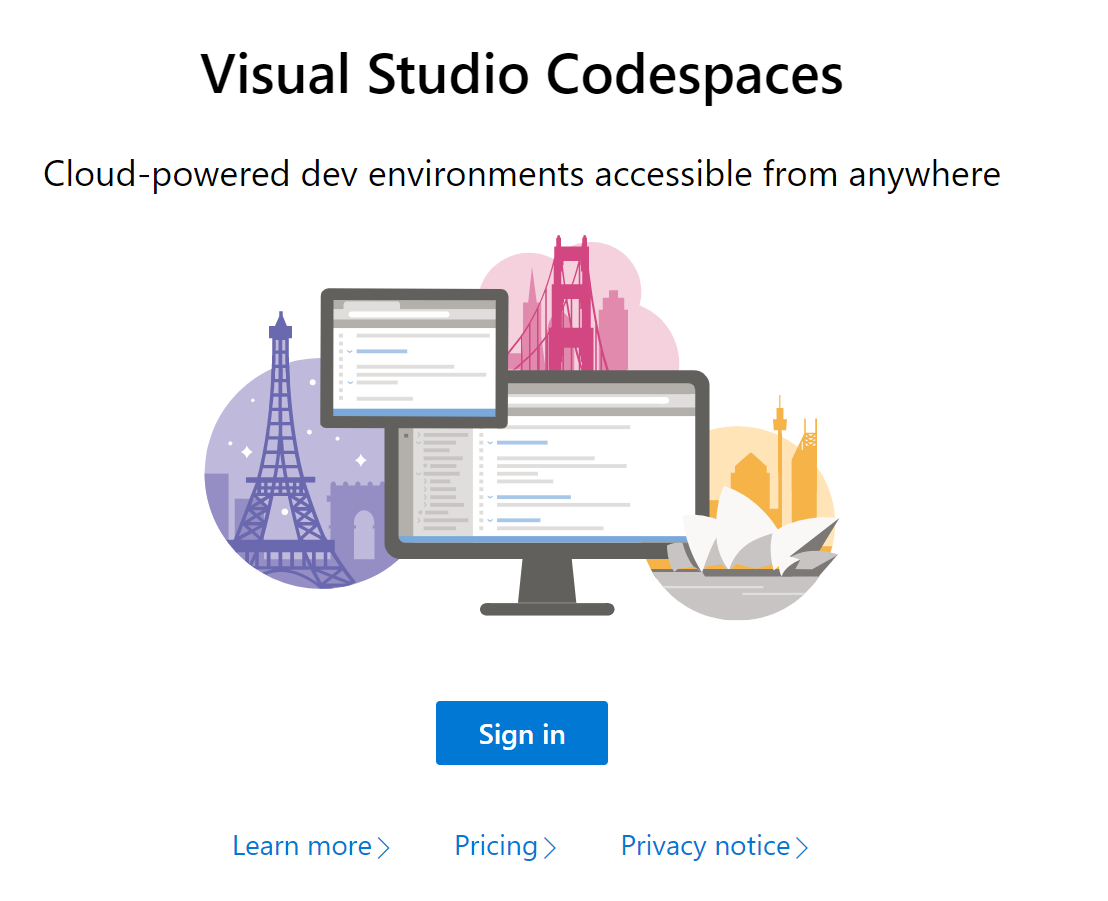 Visual Studio Codespaces
Cloud-powered dev environments accessible from anywhere
Sign in
Learn more
Pricing
Privacy notice